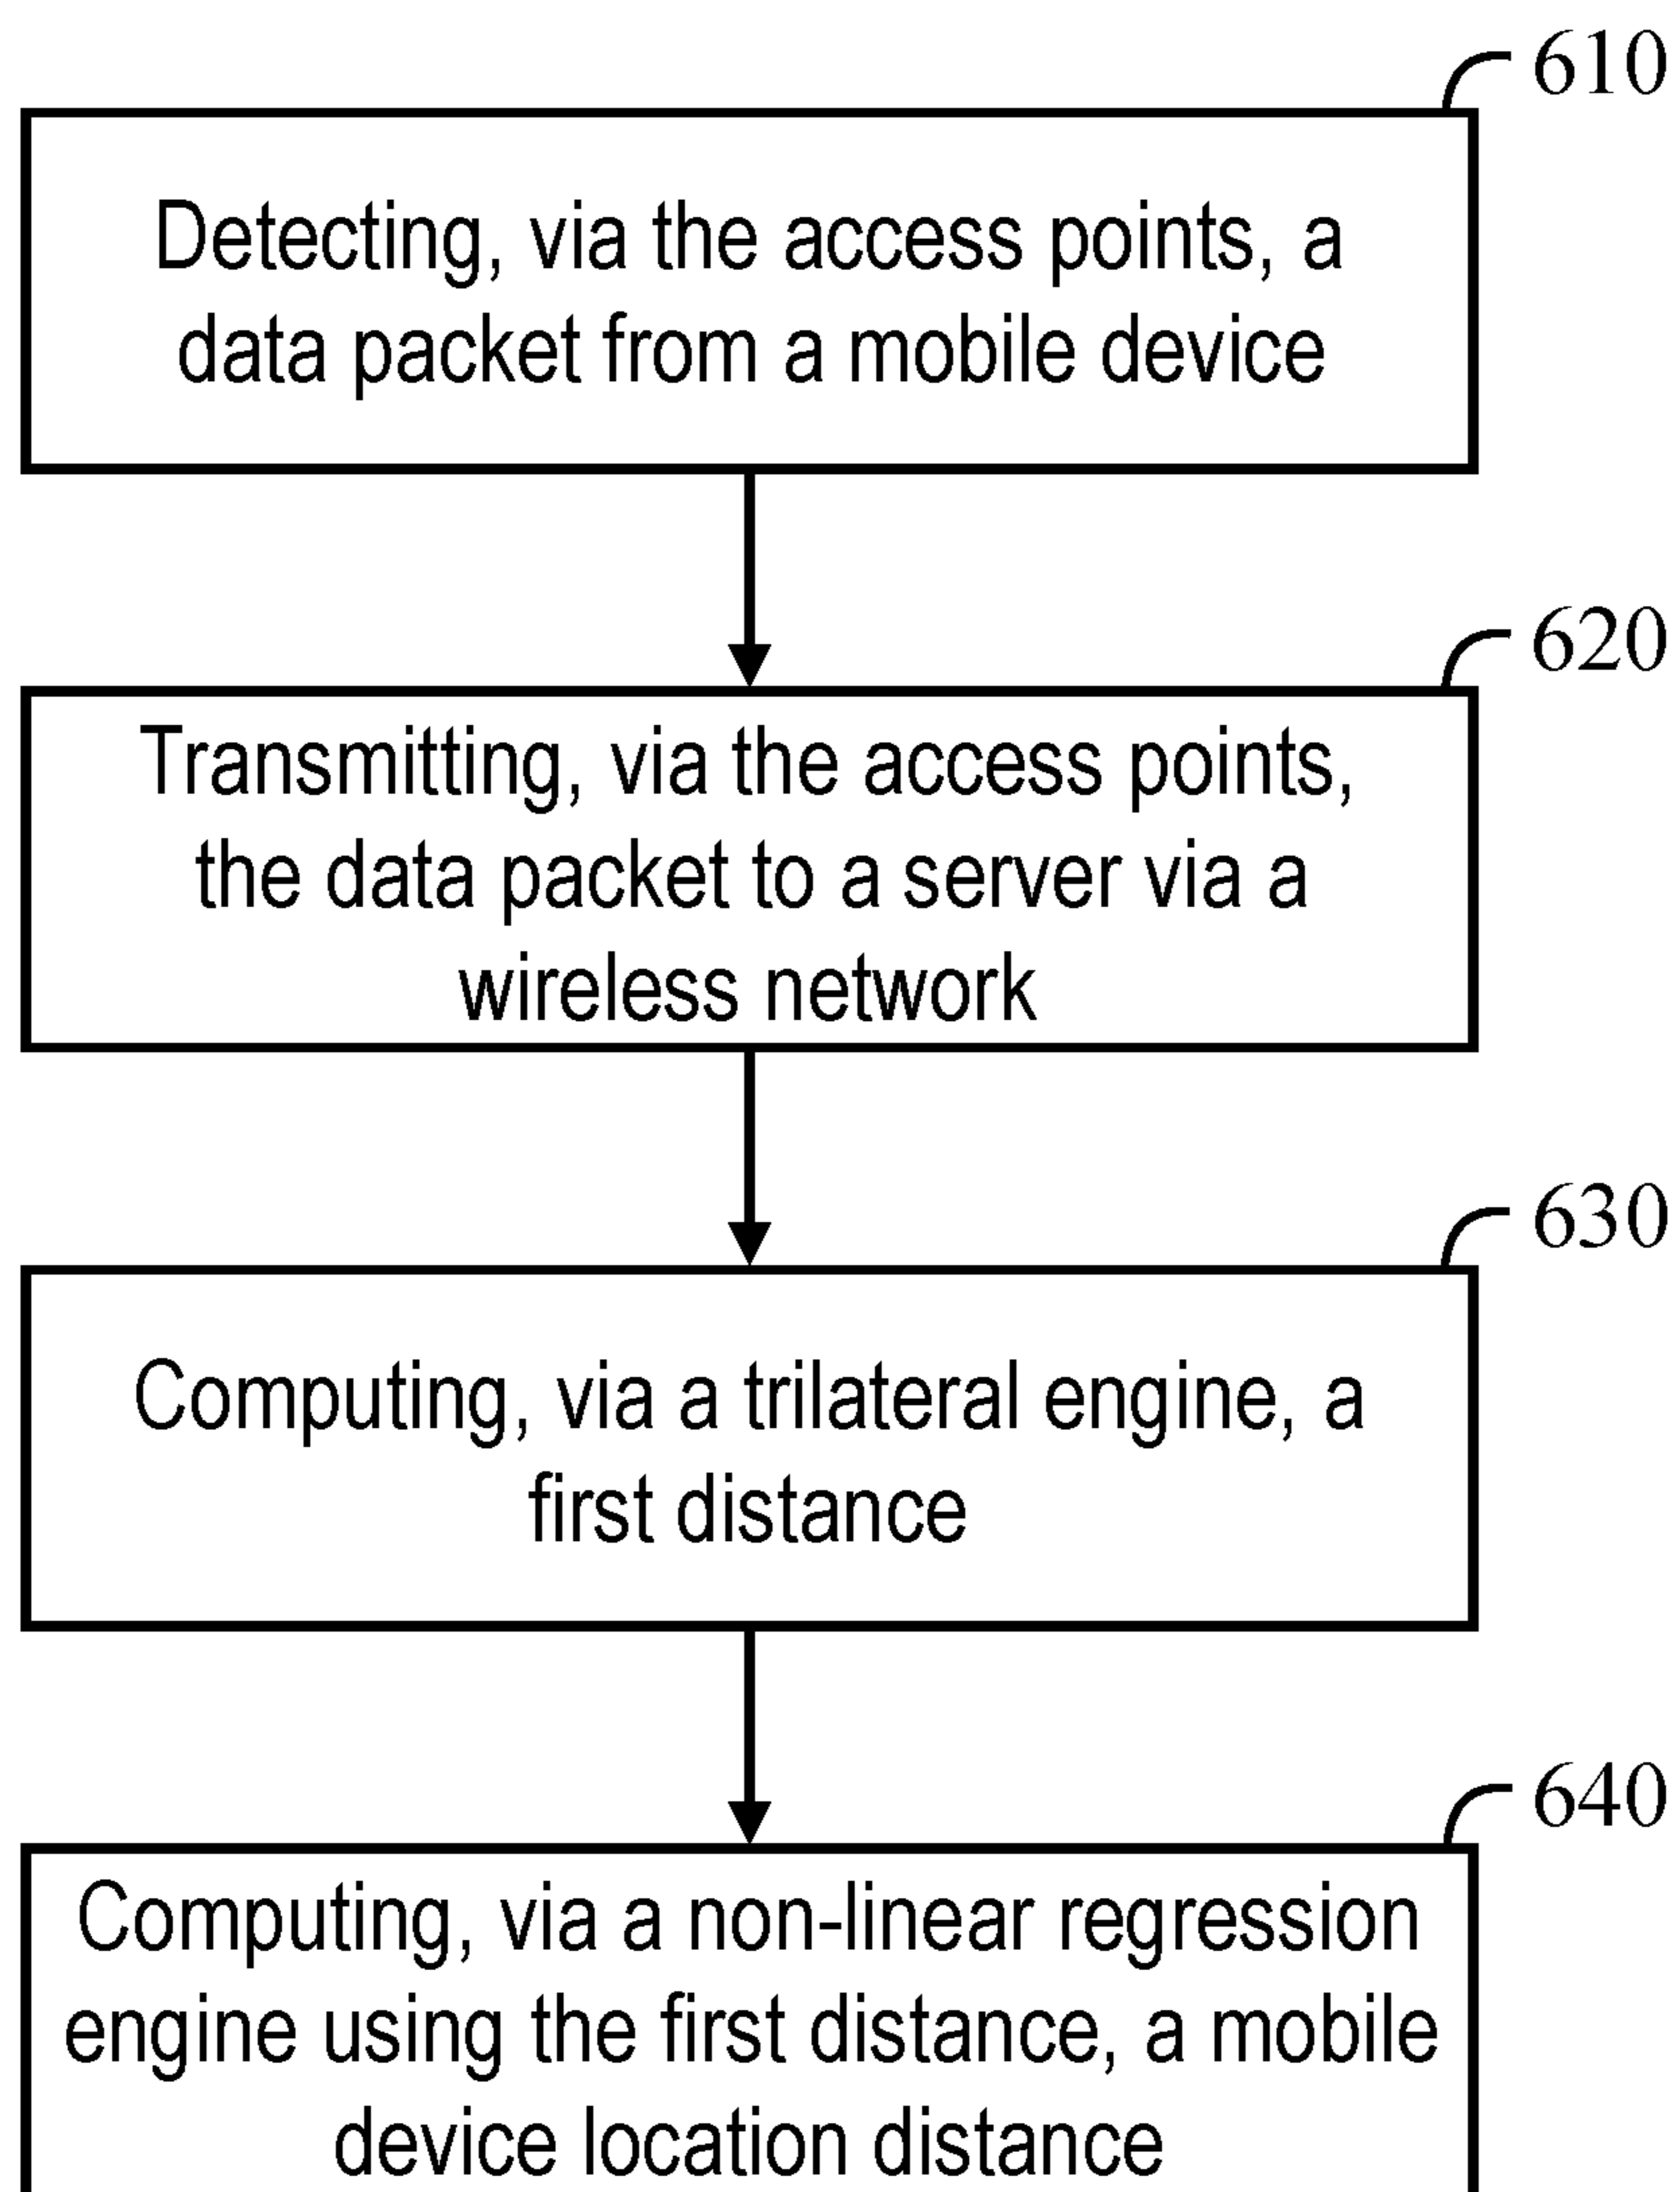 610
Detecting, via the access points, a
data packet from a mobile device
620
Transmitting, via the access points,
the data packet to a server via a
wireless network
630
Computing, via a trilateral engine, a
first distance
640
Computing, via a non-linear regression
engine using the first distance, a mobile
device location distance